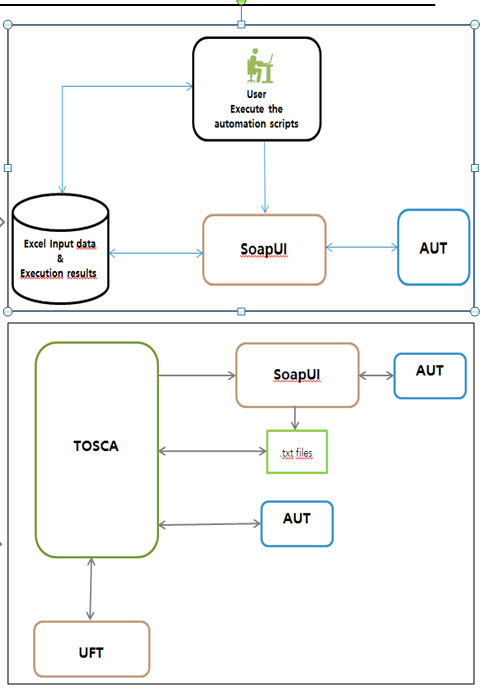 User
Execute the
automation scripts
Excel Input data
&
Execution results
SoapUI
AUT
TOSCA
SoapUI
AUT
.txt files
AUT
UFT